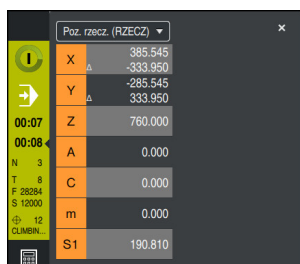 Poz. rzecz. (RZECZ) ▼ ×
X 385.545
Δ -333.950
Y -285.545
Δ 333.950
Z 760.000
A 0.000
C 0.000
m 0.000
S1 190.810
00:07
00:08
N 3
T 8
F 28284
S 12000
12
CLIMBIN...